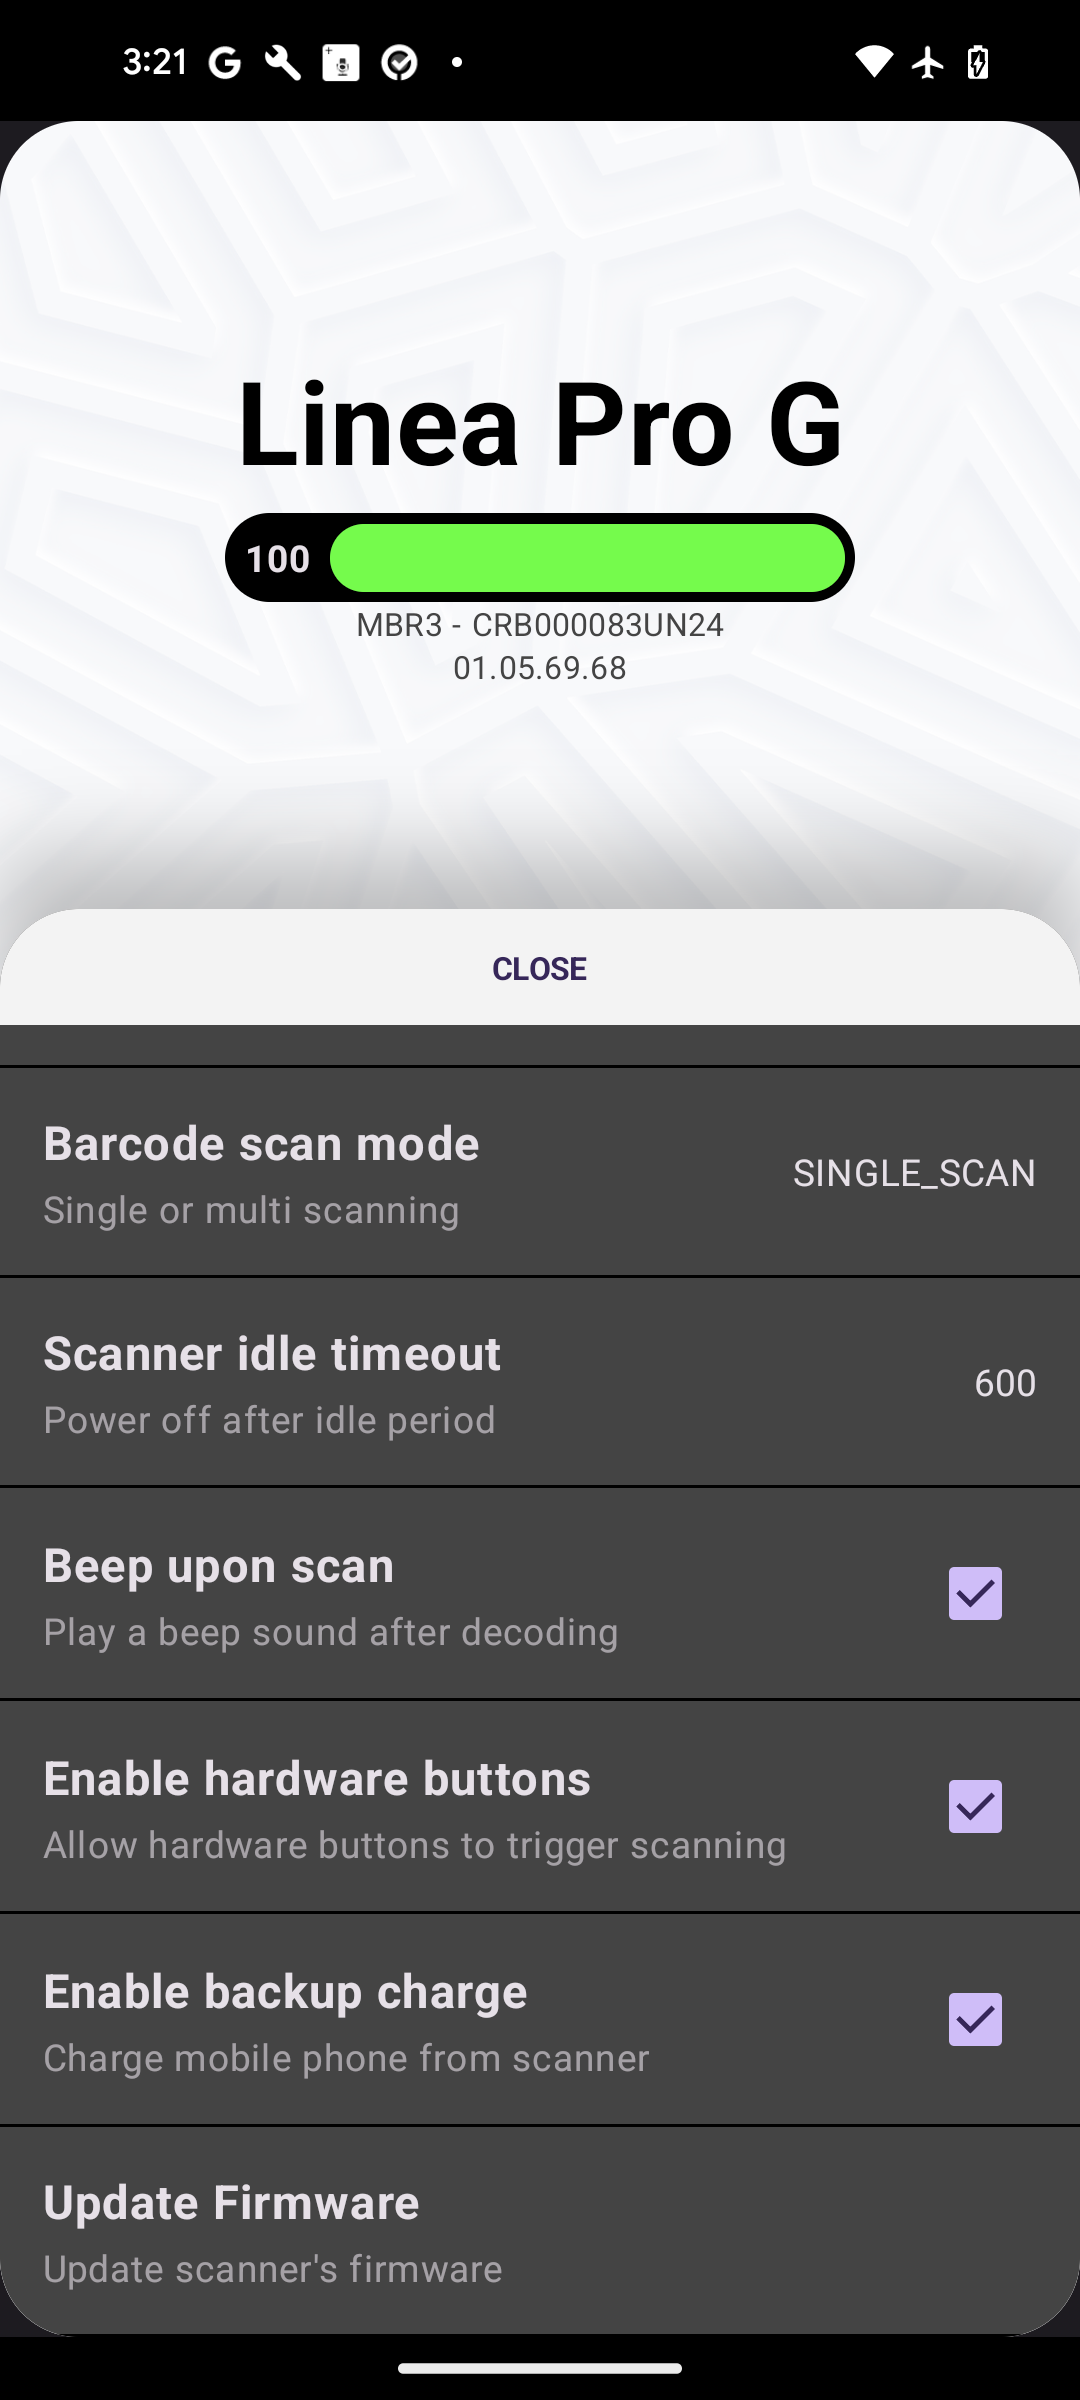 3:21
Linea Pro G
100
MBR3 - CRB000083UN24
01.05.69.68
CLOSE
Barcode scan mode
Single or multi scanning
SINGLE_SCAN
Scanner idle timeout
Power off after idle period
600
Beep upon scan
Play a beep sound after decoding
Enable hardware buttons
Allow hardware buttons to trigger scanning
Enable backup charge
Charge mobile phone from scanner
Update Firmware
Update scanner's firmware